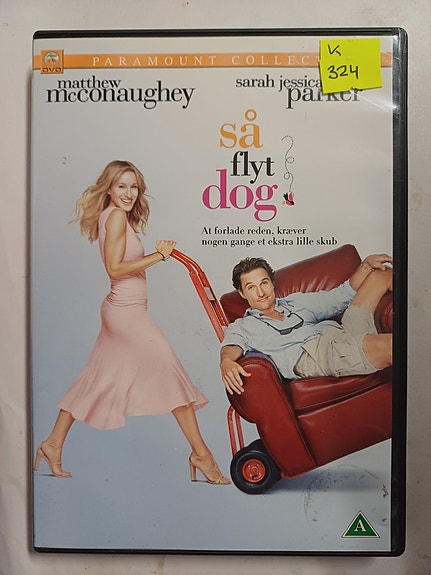 DVD
PARAMOUNT COLLEC
K
324
matthew
mcconaughey
sarah jessica
parker
så
flyt
dog
At forlade reden, kræver
nogen gange et ekstra lille skub
A